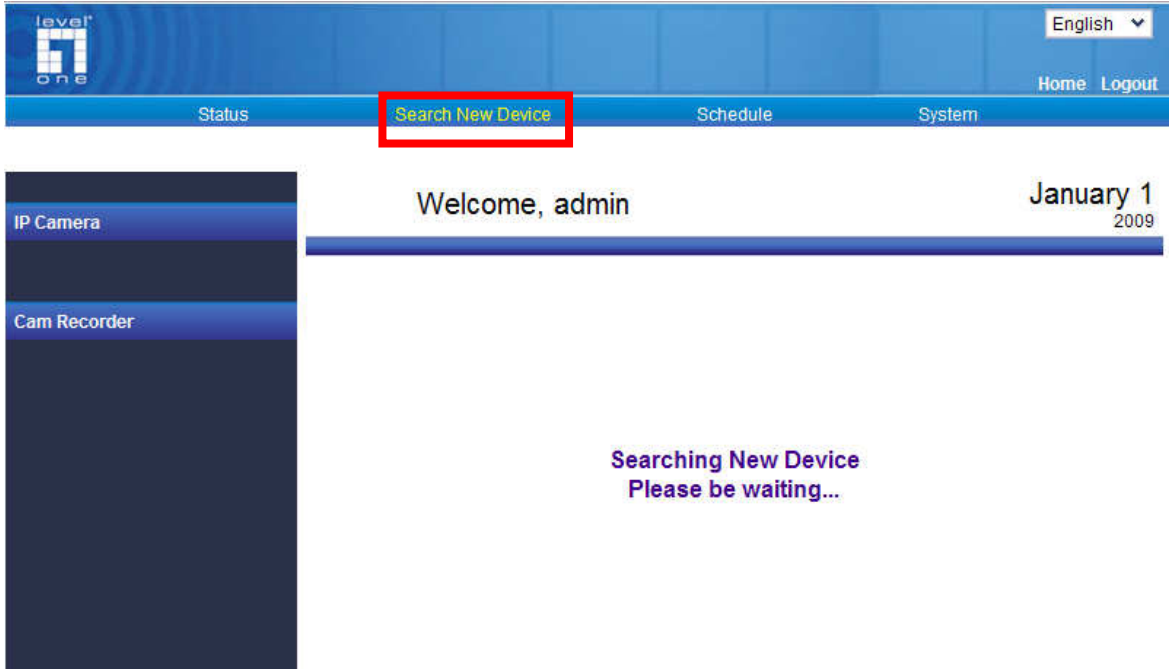 level
one
English
Home Logout
Status Search New Device Schedule System
IP Camera
Cam Recorder
Welcome, admin
January 1
2009
Searching New Device
Please be waiting...